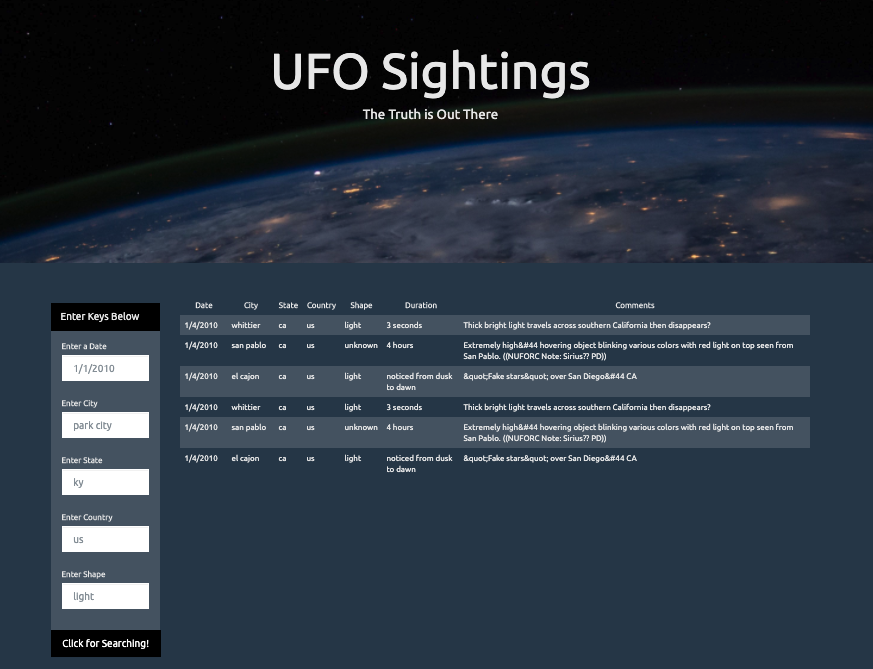 UFO Sightings
The Truth is Out There
Enter Keys Below
Enter a Date
1/1/2010
Enter City
park city
Enter State
ky
Enter Country
us
Enter Shape
light
Click for Searching!
Date City State Country Shape Duration Comments
1/4/2010 whittier ca us light 3 seconds Thick bright light travels across southern California then disappears?
1/4/2010 san pablo ca us unknown 4 hours Extremely high&#44 hovering object blinking various colors with red light on top seen from
San Pablo. ((NUFORC Note: Sirius?? PD))
1/4/2010 el cajon ca us light noticed from dusk &quot;Fake stars&quot; over San Diego&#44 CA
to dawn
1/4/2010 whittier ca us light 3 seconds Thick bright light travels across southern California then disappears?
1/4/2010 san pablo ca us unknown 4 hours Extremely high&#44 hovering object blinking various colors with red light on top seen from
San Pablo. ((NUFORC Note: Sirius?? PD))
1/4/2010 el cajon ca us light noticed from dusk &quot;Fake stars&quot; over San Diego&#44 CA
to dawn